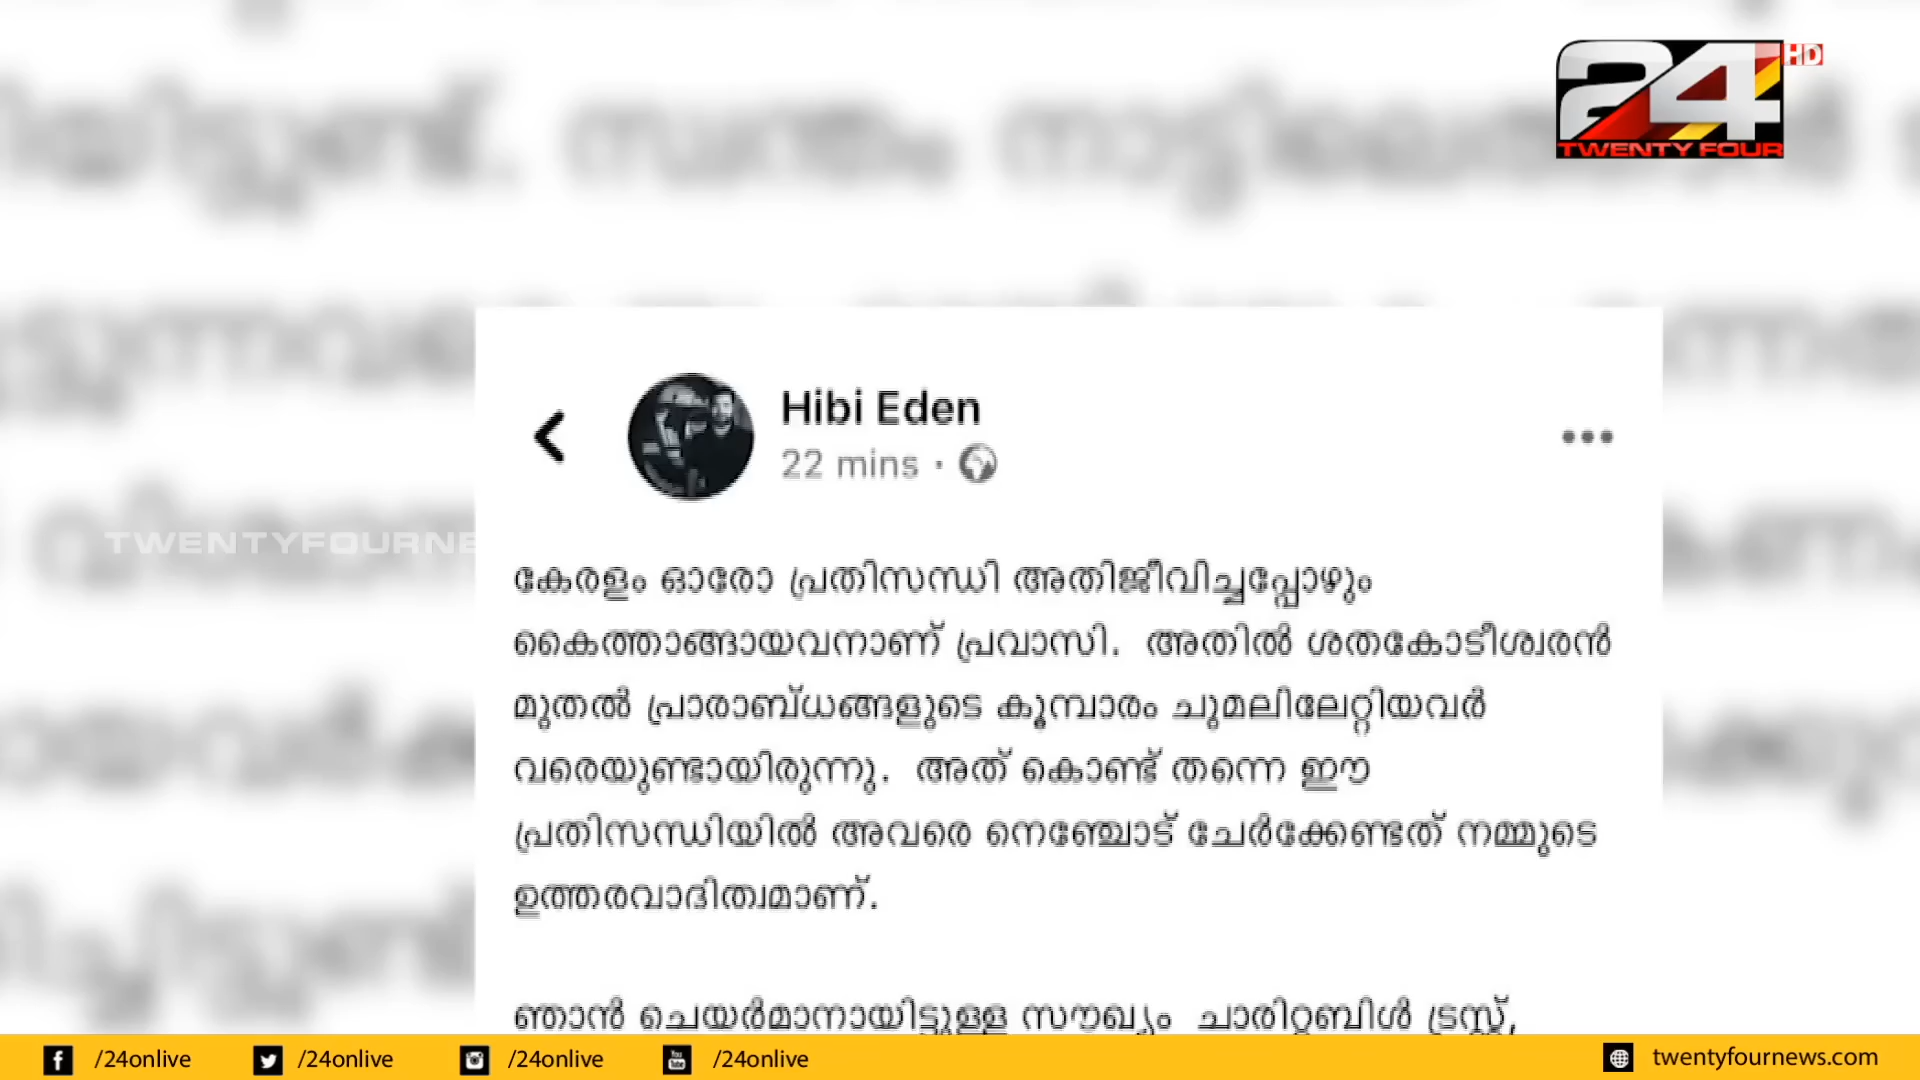 24
HD
TWENTY FOUR
Hibi Eden
22 mins ·
TWENTYFOURNE
കേരളം ഓരോ പ്രതിസന്ധി അതിജീവിച്ചപ്പോഴും
കൈത്താങ്ങായവനാണ് പ്രവാസി. അതിൽ ശതകോടീശ്വരൻ
മുതൽ പ്രാരാബ്ധങ്ങളുടെ കൂമ്പാരം ചുമലിലേറ്റിയവർ
വരെയുണ്ടായിരുന്നു. അത് കൊണ്ട് തന്നെ ഈ
പ്രതിസന്ധിയിൽ അവരെ നെഞ്ചോട് ചേർക്കേണ്ടത് നമ്മുടെ
ഉത്തരവാദിത്വമാണ്.
ഞാൻ ചെയർമാനായിട്ടുള്ള സൗഖ്യം ചാരിറ്റബിൾ ട്രസ്റ്റ്,
/24onlive /24onlive /24onlive /24onlive twentyfournews.com